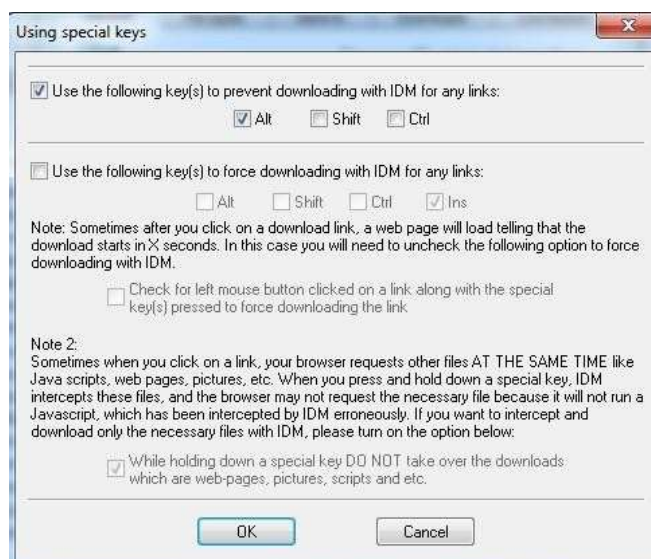 Using special keys
Use the following key(s) to prevent downloading with IDM for any links:
Alt Shift Ctrl
Use the following key(s) to force downloading with IDM for any links:
Alt Shift Ctrl Ins
Note: Sometimes after you click on a download link, a web page will load telling that the
download starts in X seconds. In this case you will need to uncheck the following option to force
downloading with IDM.
Check for left mouse button clicked on a link along with the special
key(s) pressed to force downloading the link
Note 2:
Sometimes when you click on a link, your browser requests other files AT THE SAME TIME like
Java scripts, web pages, pictures, etc. When you press and hold down a special key, IDM
intercepts these files, and the browser may not request the necessary file because it will not run a
Javascript, which has been intercepted by IDM erroneously. If you want to intercept and
download only the necessary files with IDM, please turn on the option below:
While holding down a special key DO NOT take over the downloads
which are web-pages, pictures, scripts and etc.
OK Cancel